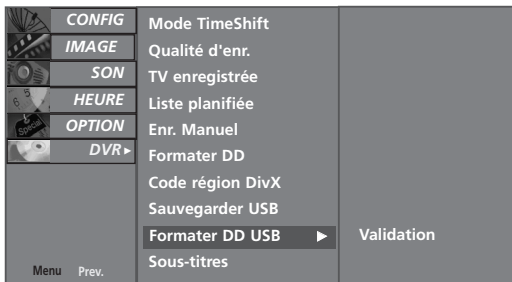 CONFIG
IMAGE
SON
HEURE
OPTION
DVR
Menu Prev.
Mode TimeShift
Qualité d'enr.
TV enregistrée
Liste planifiée
Enr. Manuel
Formater DD
Code région DivX
Sauvegarder USB
Formater DD USB
Sous-titres
Validation